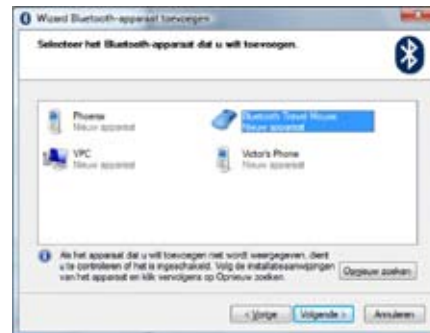 Wizard Bluetooth-apparaat toevoegen
Selecteer het Bluetooth-apparaat dat u wilt toevoegen.
Phoenix
Nieuw apparaat
Bluetooth Travel Mouse
Nieuw apparaat
VPC
Nieuw apparaat
Victor's Phone
Nieuw apparaat
Als het apparaat dat u wilt toevoegen niet wordt weergegeven, dient
u te controleren of het is ingeschakeld. Volg de installatieaanwijzingen
van het apparaat en klik vervolgens op Opnieuw zoeken.
Opnieuw zoeken
< Vorige Volgende > Annuleren